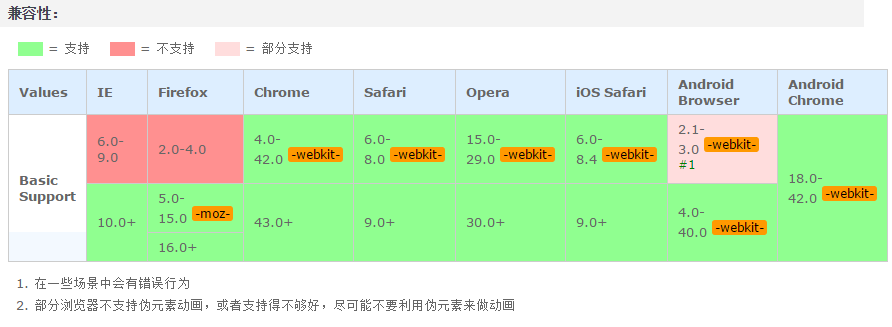 兼容性：
= 支持 = 不支持 = 部分支持
Values IE Firefox Chrome Safari Opera iOS Safari Android Browser Android Chrome
Basic Support
6.0-9.0
2.0-4.0
4.0-42.0 -webkit-
6.0-8.0 -webkit-
15.0-29.0 -webkit-
6.0-8.4 -webkit-
2.1-3.0 -webkit- #1
18.0-42.0 -webkit-
10.0+
5.0-15.0 -moz-
16.0+
43.0+
9.0+
30.0+
9.0+
4.0-40.0 -webkit-
1. 在一些场景中会有错误行为
2. 部分浏览器不支持伪元素动画，或者支持得不够好，尽可能不要利用伪元素来做动画